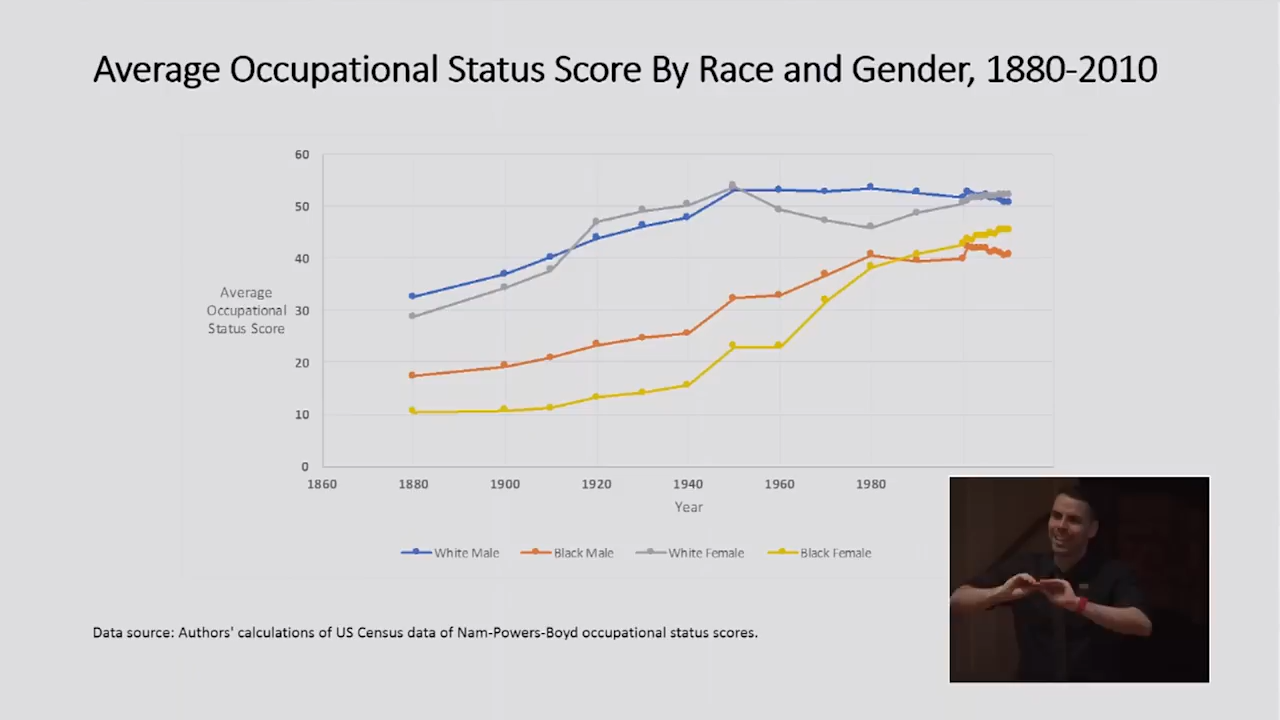 Average Occupational Status Score By Race and Gender, 1880-2010
60
50
40
30
20
10
0
Average
Occupational
Status Score
1860 1880 1900 1920 1940 1960 1980
Year
White Male Black Male White Female Black Female
Data source: Authors' calculations of US Census data of Nam-Powers-Boyd occupational status scores.